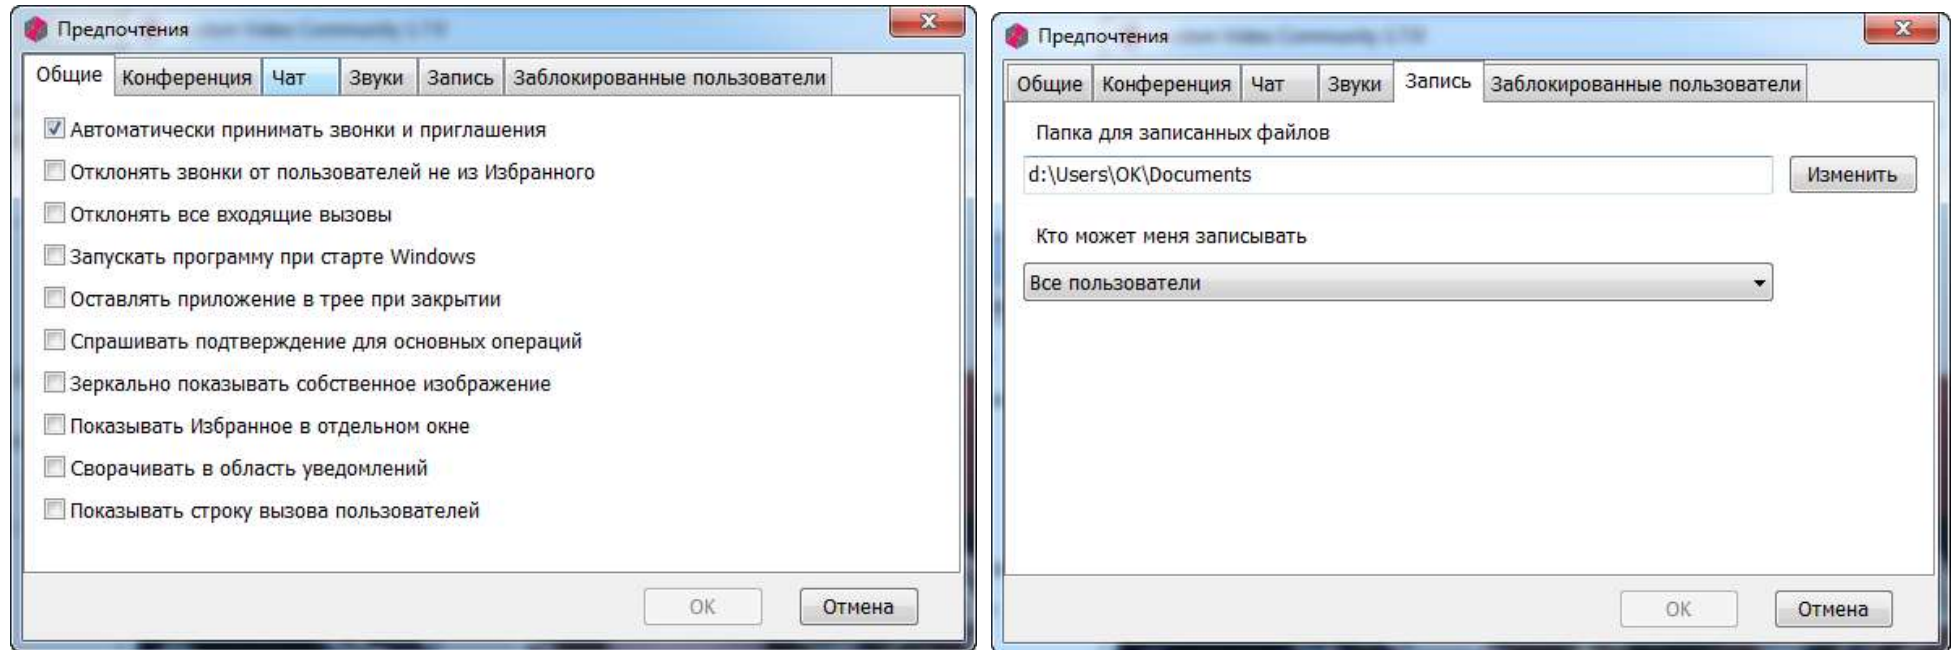 Предпочтения
Общие Конференция Чат Звуки Запись Заблокированные пользователи
Автоматически принимать звонки и приглашения
Отклонять звонки от пользователей не из Избранного
Отклонять все входящие вызовы
Запускать программу при старте Windows
Оставлять приложение в трее при закрытии
Спрашивать подтверждение для основных операций
Зеркально показывать собственное изображение
Показывать Избранное в отдельном окне
Сворачивать в область уведомлений
Показывать строку вызова пользователей
OK Отмена
Предпочтения
Общие Конференция Чат Звуки Запись Заблокированные пользователи
Папка для записанных файлов
d:\Users\OK\Documents Изменить
Кто может меня записывать
Все пользователи
OK Отмена